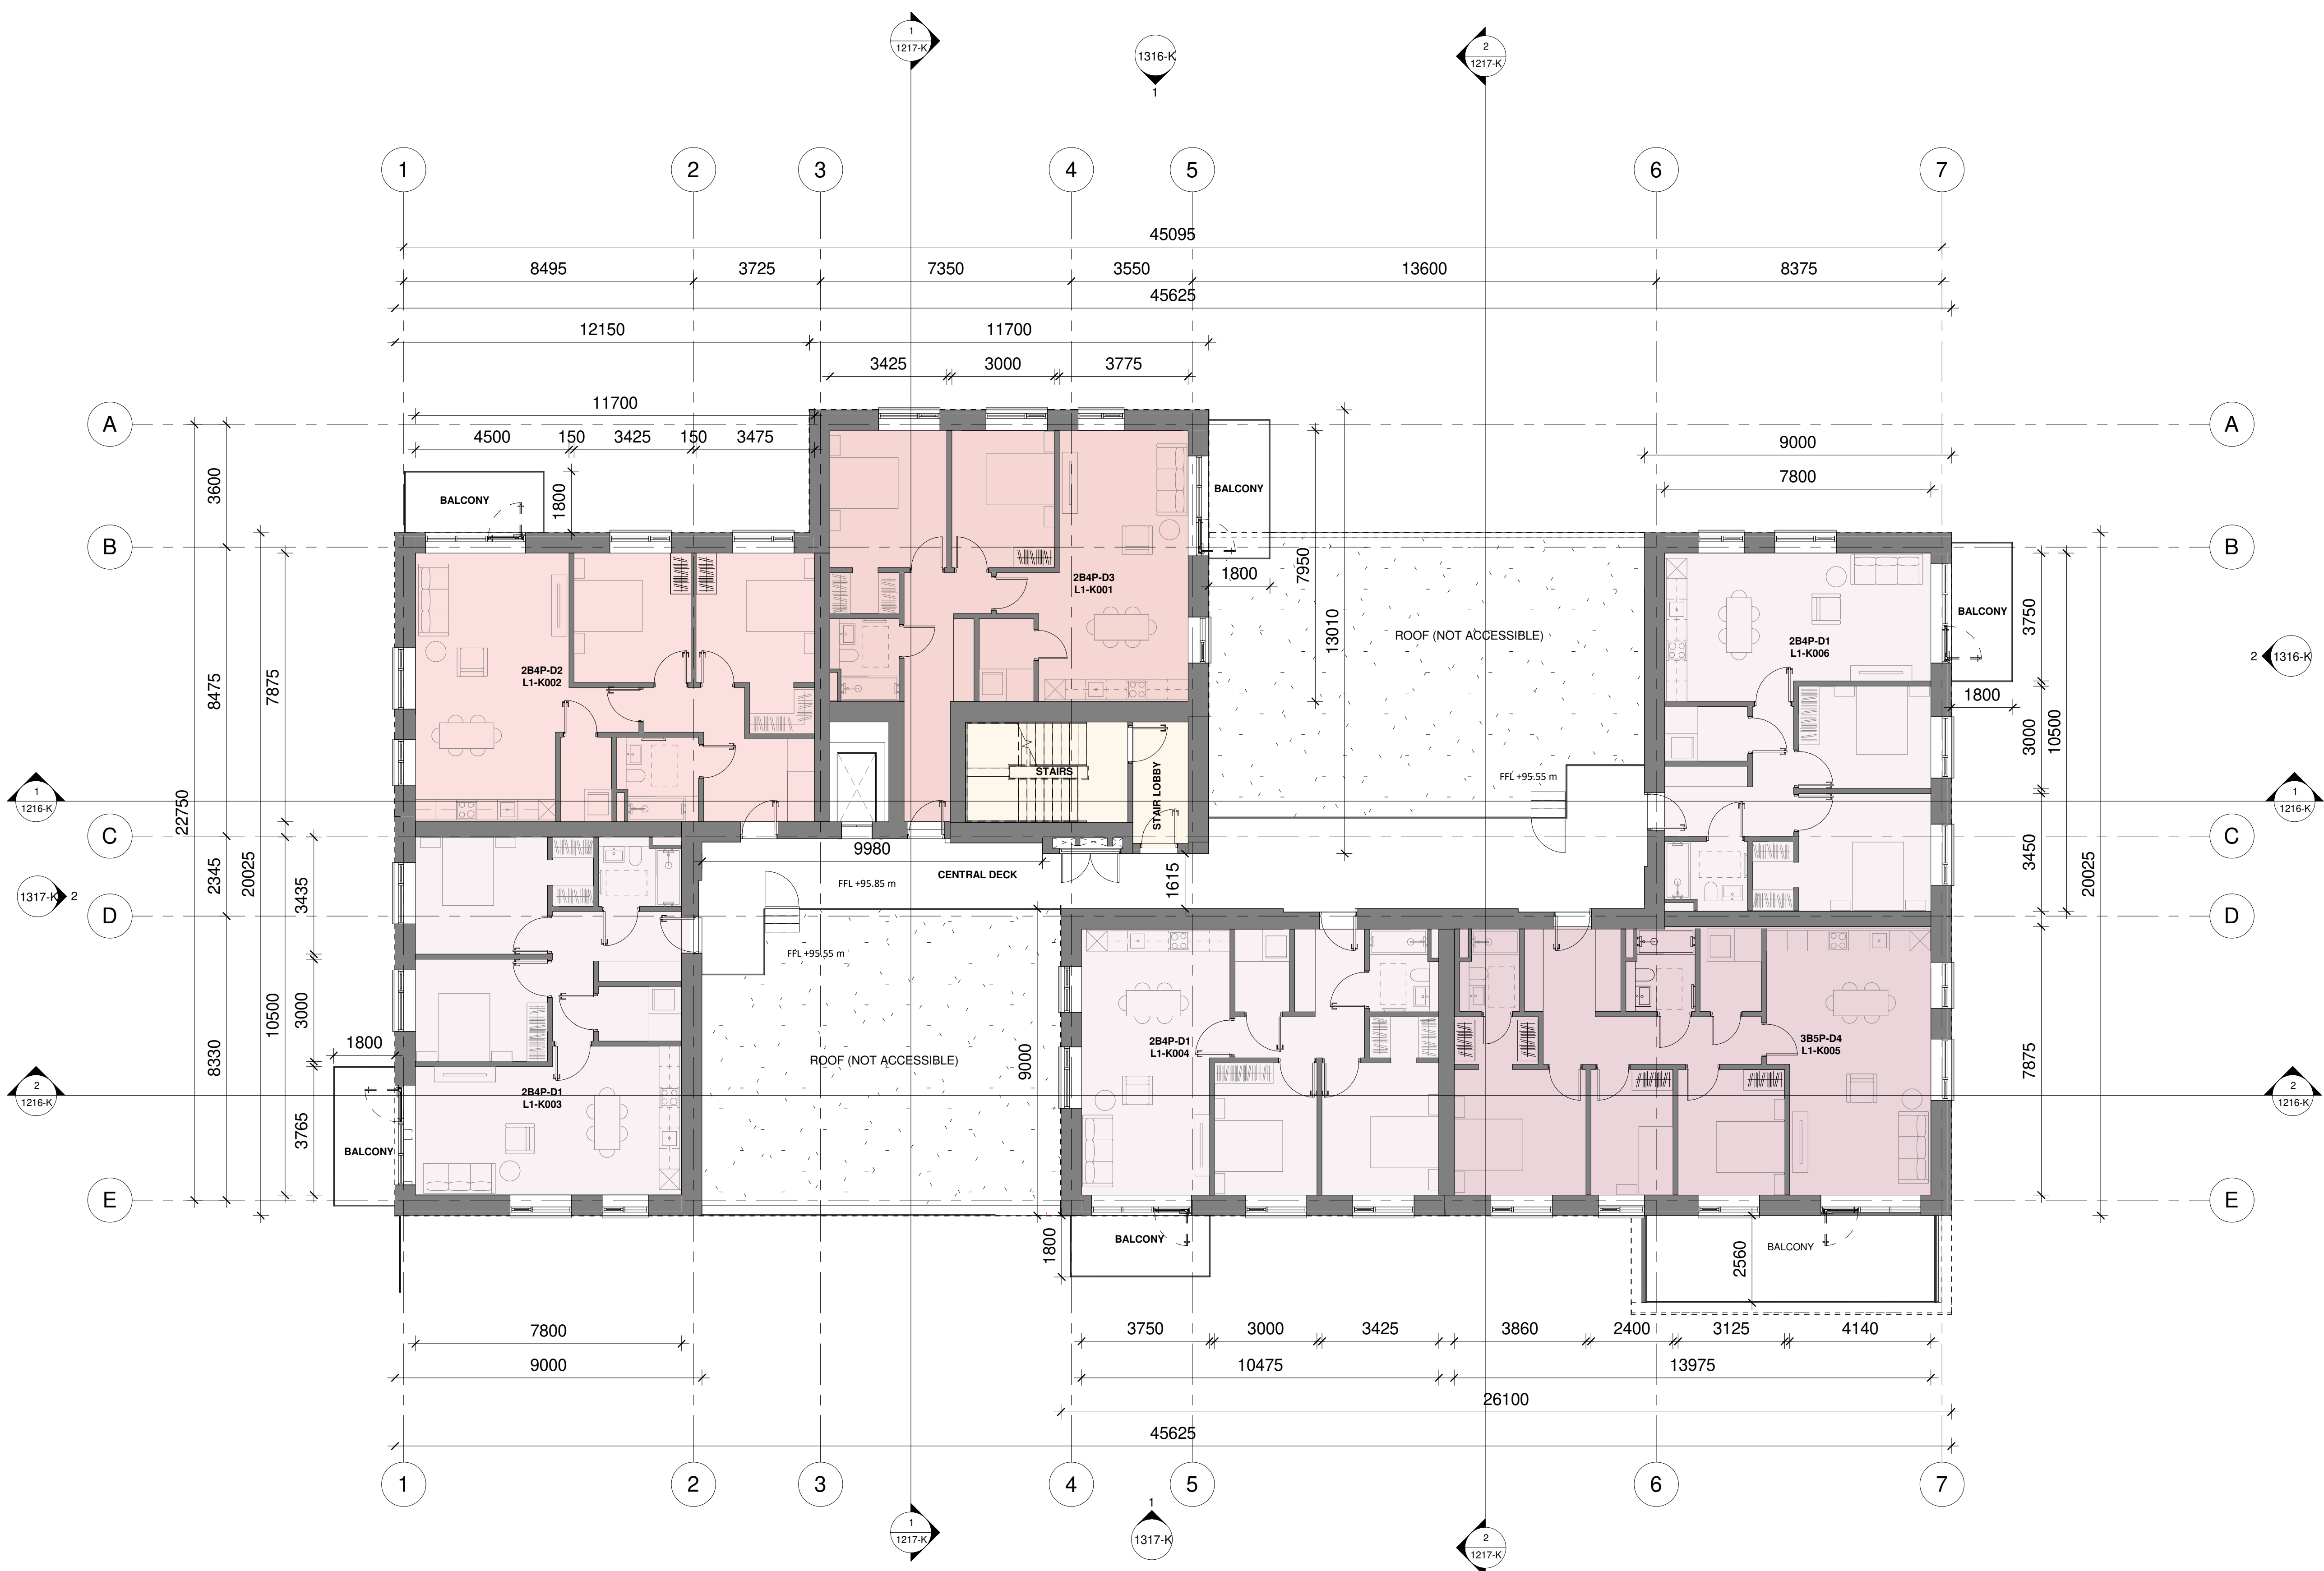 1
1217-K
1316-K
1
2
1217-K
1
2
3
4
5
6
7
45095
8495
3725
7350
3550
13600
8375
45625
12150
11700
3425
3000
3775
A
A
11700
4500
150
3425
150
3475
9000
7800
3600
BALCONY
1800
BALCONY
B
B
1800
7950
13010
2B4P-D3
L1-K001
ROOF (NOT ACCESSIBLE)
BALCONY
3750
2B4P-D1
L1-K006
2
1316-K
8475
7875
2B4P-D2
L1-K002
1800
3000
10500
STAIRS
STAIR LOBBY
FFL +95.55 m
1
1216-K
22750
1
1216-K
C
C
9980
CENTRAL DECK
FFL +95.85 m
1615
3450
20025
2345
20025
3435
1317-K
2
D
D
FFL +95.55 m
10500
3000
8330
1800
ROOF (NOT ACCESSIBLE)
9000
2B4P-D1
L1-K004
3B5P-D4
L1-K005
7875
2
1216-K
2B4P-D1
L1-K003
2
1216-K
3765
BALCONY
E
E
1800
BALCONY
2560
BALCONY
7800
9000
3750
3000
3425
3860
2400
3125
4140
10475
13975
26100
45625
1
2
3
4
5
6
7
1
1217-K
1
1317-K
2
1217-K